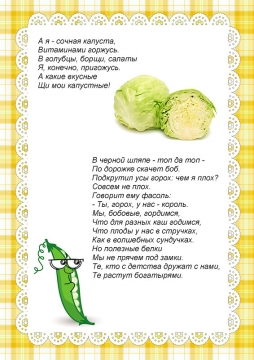 А я - сочная капуста,
Витаминами горжусь.
В голубцы, борщи, салаты
Я, конечно, пригожусь.
А какие вкусные
Щи мои капустные!
В черной шляпе - топ да топ -
По дорожке скачет боб.
Подкрутил усы горох: чем я плох?
Совсем не плох.
Говорит ему фасоль:
- Ты, горох, у нас - король.
Мы, бобовые, гордимся,
Что для разных каш годимся,
Что плоды у нас в стручках,
Как в волшебных сундучках.
Но полезные белки
Мы не прячем под замки.
Те, кто с детства дружат с нами,
Те растут богатырями.